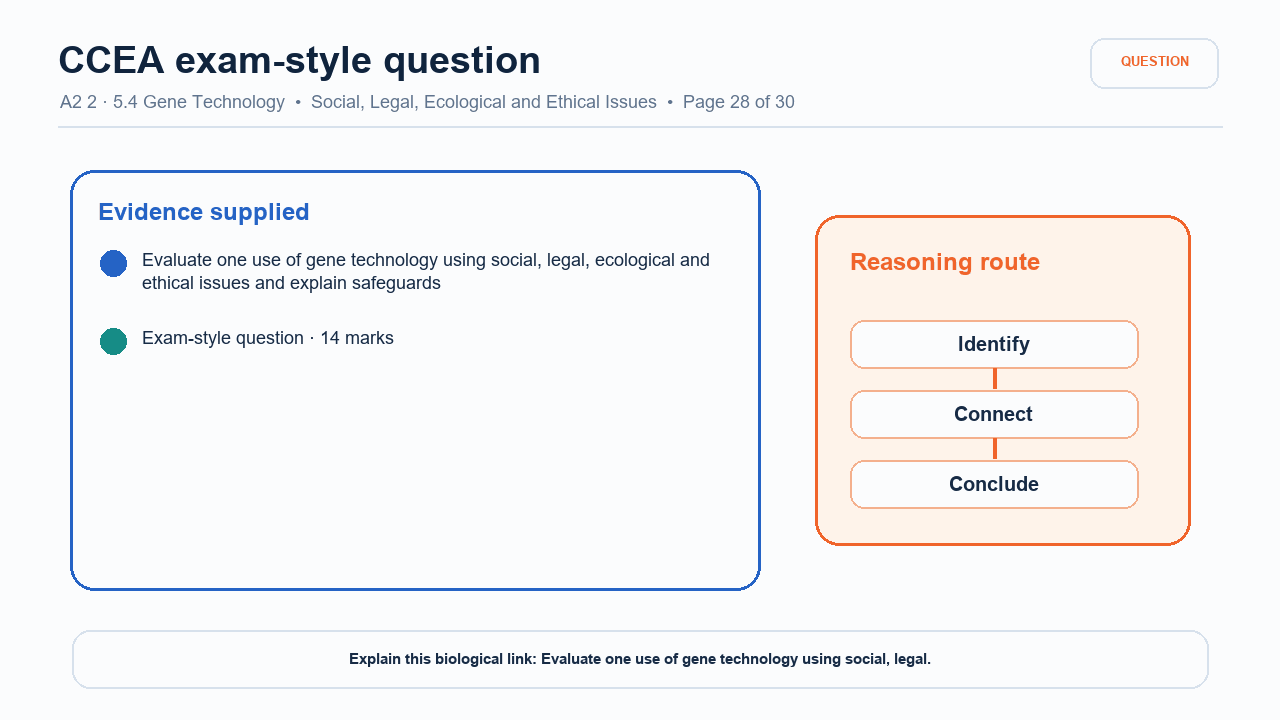 CCEA exam-style question
QUESTION
A2 2 · 5.4 Gene Technology • Social, Legal, Ecological and Ethical Issues • Page 28 of 30
Evidence supplied
Evaluate one use of gene technology using social, legal, ecological and
ethical issues and explain safeguards
Exam-style question · 14 marks
Reasoning route
Identify
Connect
Conclude
Explain this biological link: Evaluate one use of gene technology using social, legal.